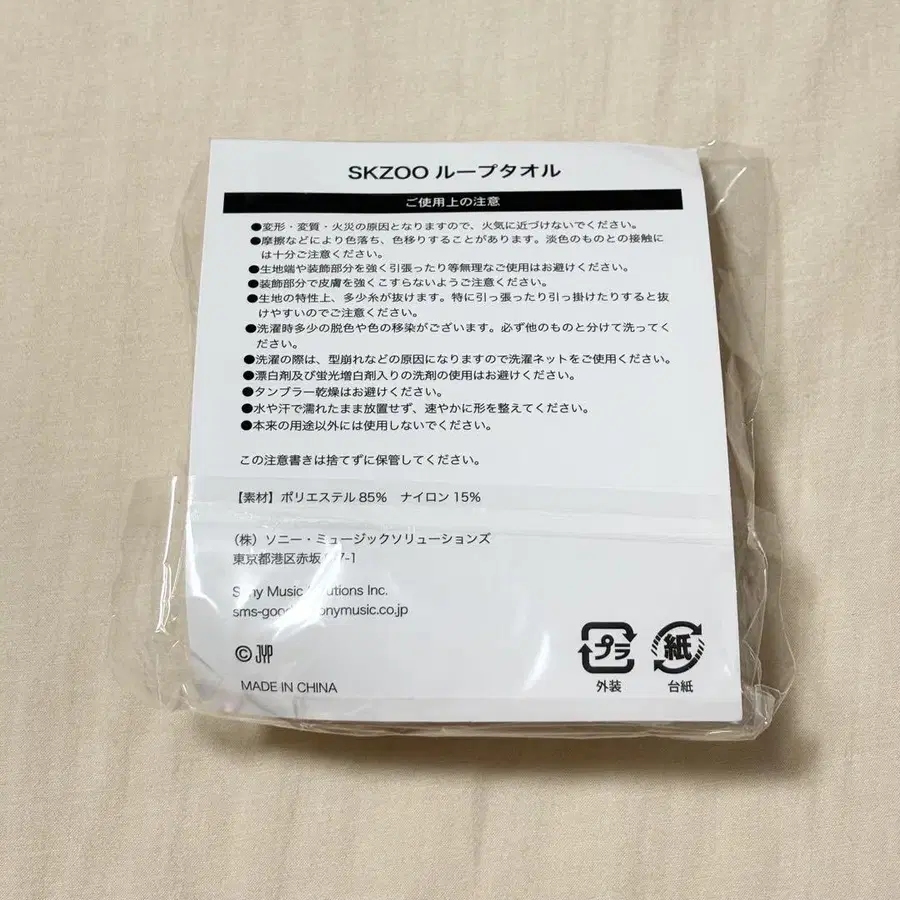 SKZOO ループタオル
ご使用上の注意
●変形・変質・火災の原因となりますので、火気に近づけないでください。
●摩擦などにより色落ち、色移りすることがあります。淡色のものとの接触に
は十分ご注意ください。
●生地端や装飾部分を強く引張ったり等無理なご使用はお避けください。
●装飾部分で皮膚を強くこすらないようご注意ください。
●生地の特性上、多少糸が抜けます。特に引っ張ったり引っ掛けたりすると抜
けやすいのでご注意ください。
●洗濯時多少の脱色や色の移染がございます。必ず他のものと分けて洗ってく
ださい。
●洗濯の際は、型崩れなどの原因になりますので洗濯ネットをご使用ください。
●漂白剤及び蛍光増白剤入りの洗剤の使用はお避けください。
●タンブラー乾燥はお避けください。
●水や汗で濡れたまま放置せず、速やかに形を整えてください。
●本来の用途以外には使用しないでください。
この注意書きは捨てずに保管してください。
【素材】ポリエステル 85% ナイロン 15%
（株）ソニー・ミュージックソリューションズ
東京都港区赤坂
Music Inc.
©JYP
MADE IN CHINA
プラ 紙
外装 台紙